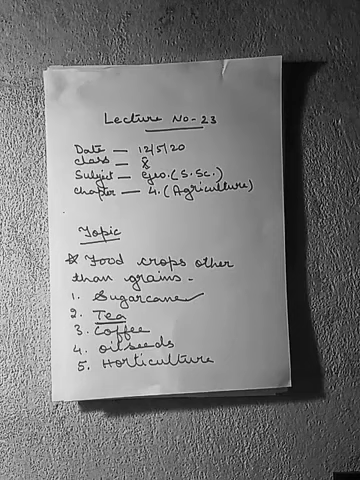 Lecture No-23
Date — 12/5/20
class — 8
Subject — Geo.(S.Sc.)
chapter — 4.(Agriculture)
Topic
* Food crops other
than grains.
1. Sugarcane
2. Tea
3. Coffee
4. oilseeds
5. Horticulture